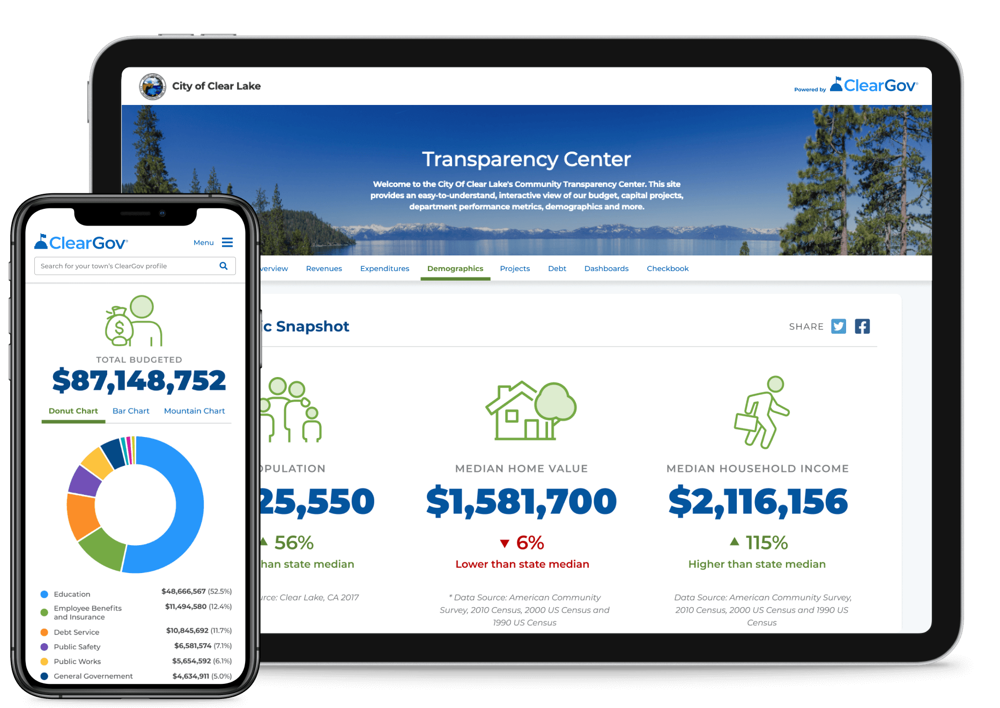 City of Clear Lake
Powered by ClearGov®
Transparency Center
Welcome to the City Of Clear Lake's Community Transparency Center. This site
provides an easy-to-understand, interactive view of our budget, capital projects,
department performance metrics, demographics and more.
verview Revenues Expenditures Demographics Projects Debt Dashboards Checkbook
ic Snapshot
SHARE
OPULATION
25,550
56%
han state median
urce: Clear Lake, CA 2017
MEDIAN HOME VALUE
$1,581,700
6%
Lower than state median
* Data Source: American Community
Survey, 2010 Census, 2000 US Census and
1990 US Census
MEDIAN HOUSEHOLD INCOME
$2,116,156
115%
Higher than state median
Data Source: American Community Survey,
2010 Census, 2000 US Census and 1990 US
Census
ClearGov®
Menu
Search for your town's ClearGov profile
$
TOTAL BUDGETED
$87,148,752
Donut Chart Bar Chart Mountain Chart
Education $48,666,567 (52.5%)
Employee Benefits
and Insurance $11,494,580 (12.4%)
Debt Service $10,845,692 (11.7%)
Public Safety $6,581,574 (7.1%)
Public Works $5,654,592 (6.1%)
General Governement $4,634,911 (5.0%)